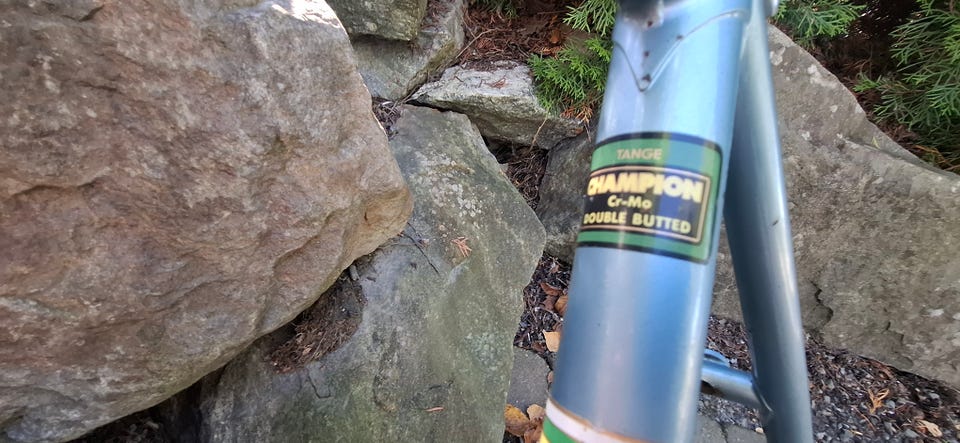 TANGE
CHAMPION
Cr-Mo
DOUBLE BUTTED